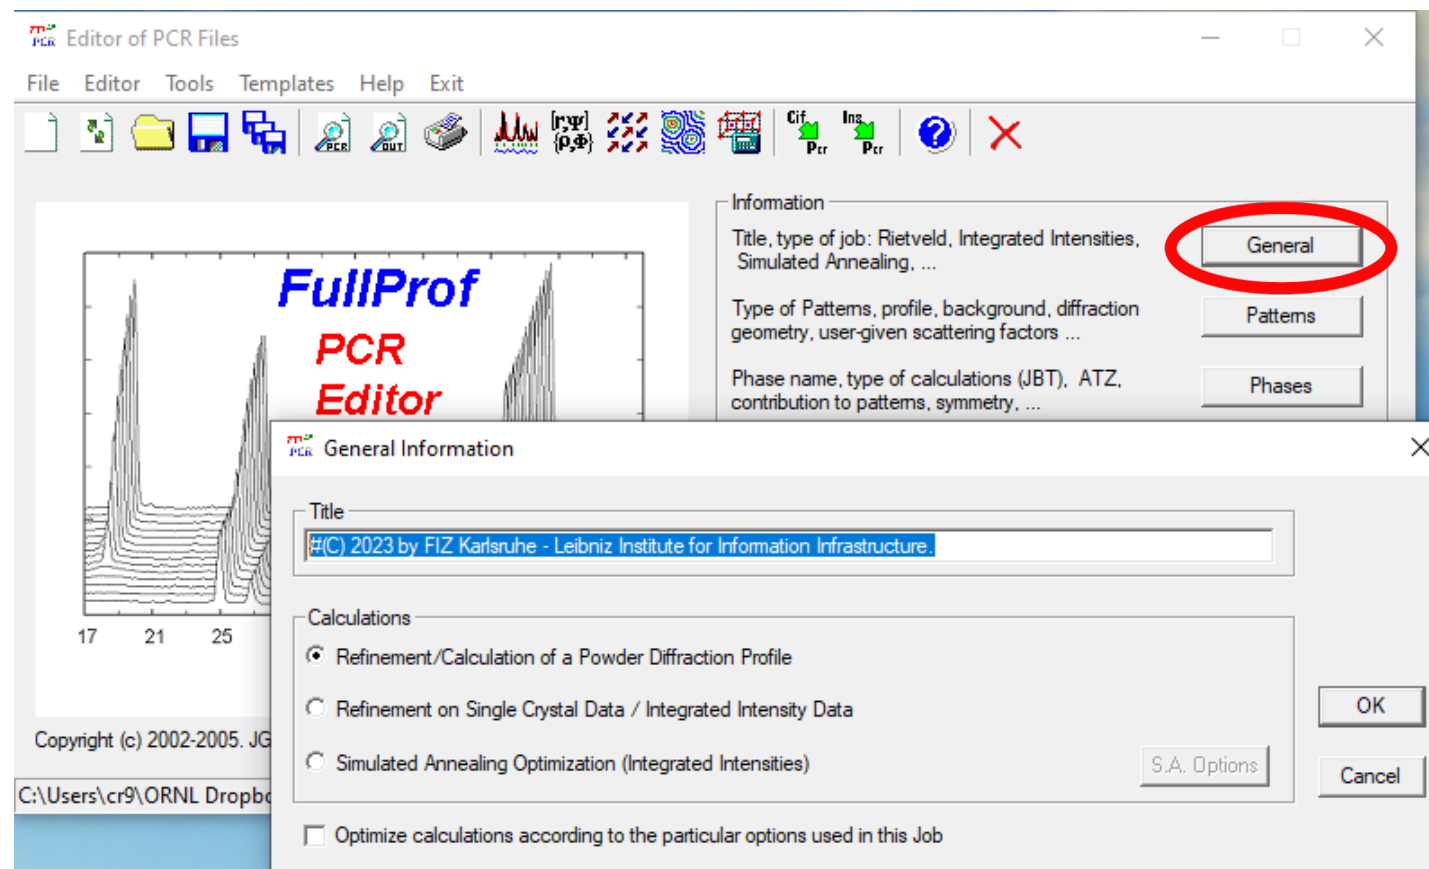 Editor of PCR Files
File Editor Tools Templates Help Exit
PCR
OUT
[r,Ψ]
{ρ,Φ}
Cif
Pcr
Ins
Pcr
?
FullProf
PCR
Editor
17 21 25
Information
Title, type of job: Rietveld, Integrated Intensities,
Simulated Annealing, ...
General
Type of Patterns, profile, background, diffraction
geometry, user-given scattering factors ...
Patterns
Phase name, type of calculations (JBT), ATZ,
contribution to patterns, symmetry, ...
Phases
Copyright (c) 2002-2005. JG
C:\Users\cr9\ORNL Dropbo
General Information
Title
#(C) 2023 by FIZ Karlsruhe - Leibniz Institute for Information Infrastructure.
Calculations
Refinement/Calculation of a Powder Diffraction Profile
Refinement on Single Crystal Data / Integrated Intensity Data
Simulated Annealing Optimization (Integrated Intensities)
S.A. Options
OK
Cancel
Optimize calculations according to the particular options used in this Job